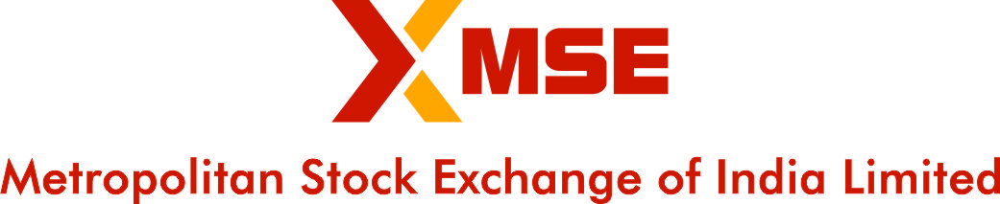 MSE
Metropolitan Stock Exchange of India Limited